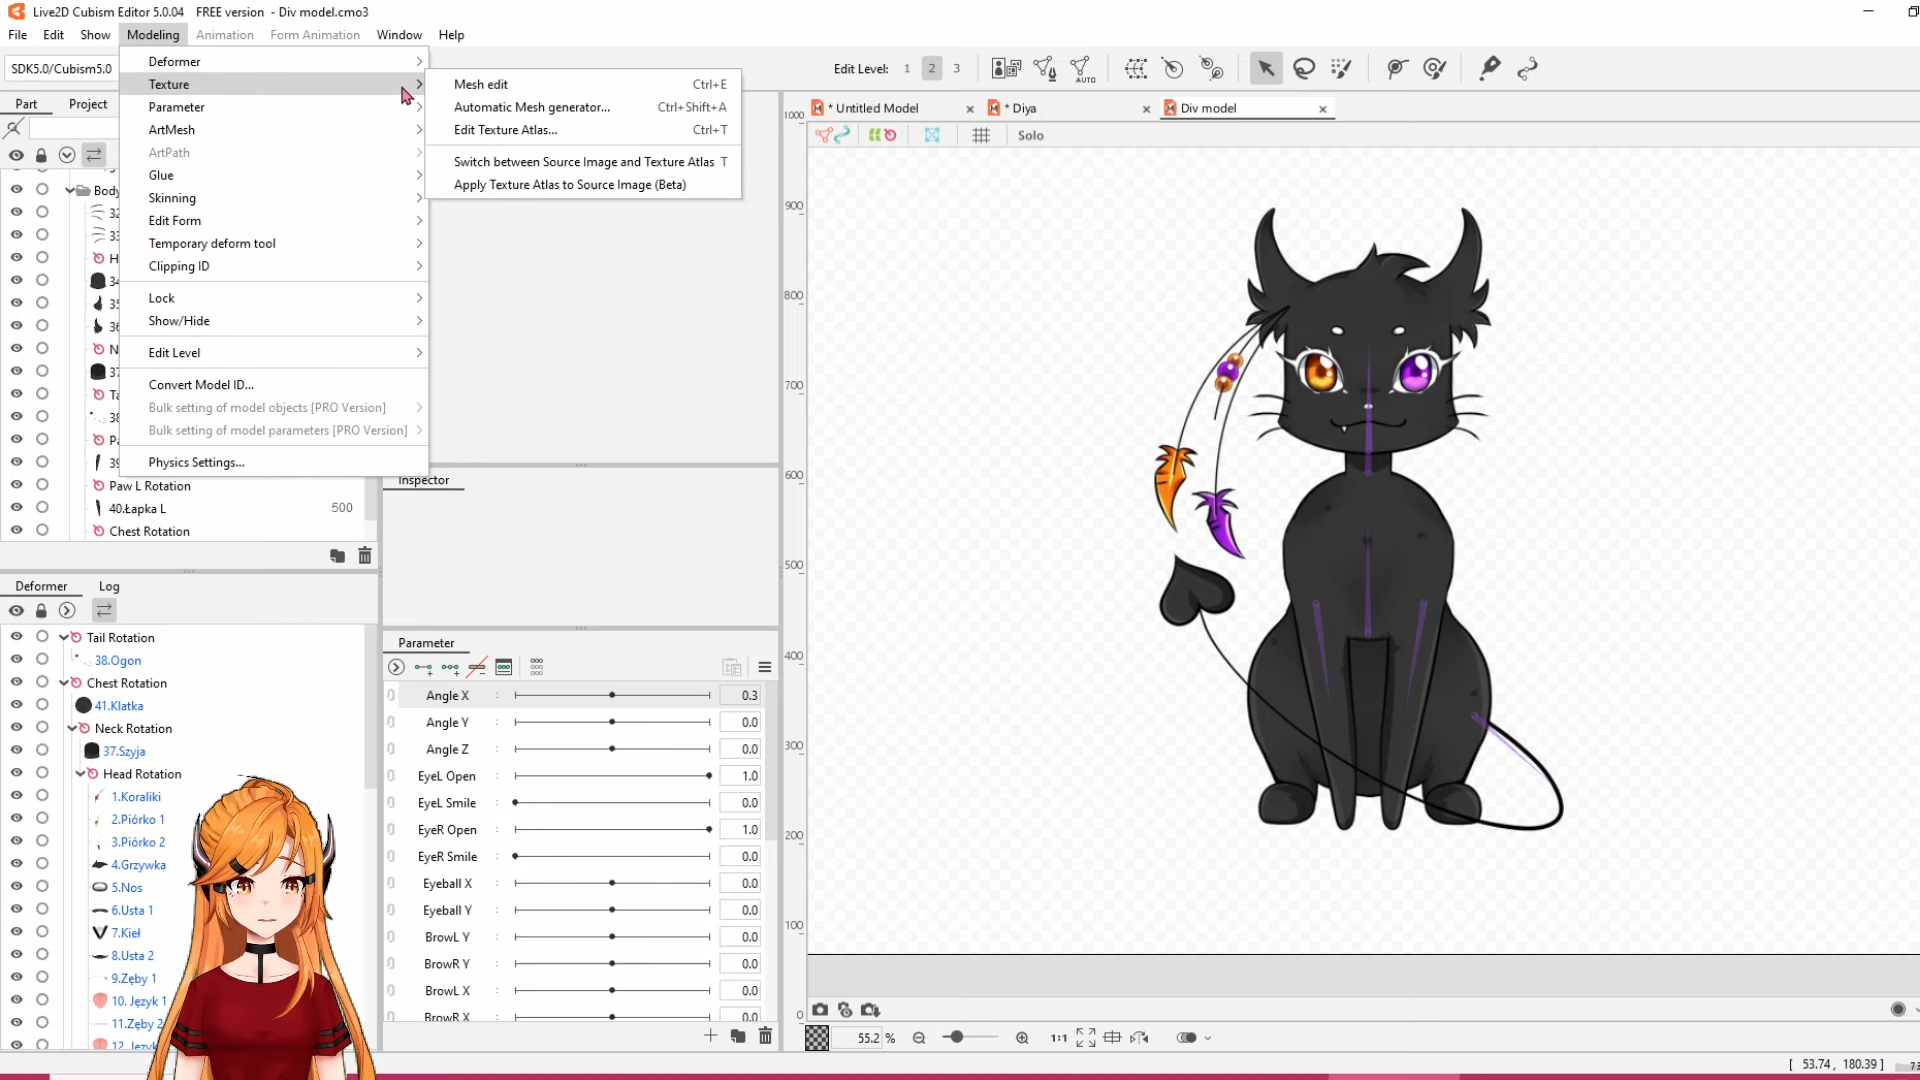 Live2D Cubism Editor 5.0.04 FREE version - Div model.cmo3
File Edit Show Modeling Animation Form Animation Window Help
SDK5.0/Cubism5.0
Edit Level: 1 2 3
AUTO
Part Project
Deformer
Texture
Parameter
ArtMesh
ArtPath
Glue
Skinning
Edit Form
Temporary deform tool
Clipping ID
Lock
Show/Hide
Edit Level
Convert Model ID...
Bulk setting of model objects [PRO Version]
Bulk setting of model parameters [PRO Version]
Physics Settings...
Mesh edit Ctrl+E
Automatic Mesh generator... Ctrl+Shift+A
Edit Texture Atlas... Ctrl+T
Switch between Source Image and Texture Atlas T
Apply Texture Atlas to Source Image (Beta)
* Untitled Model
* Diya
Div model
Solo
Body
Paw L Rotation
40.Łapka L 500
Chest Rotation
Deformer Log
Tail Rotation
38.Ogon
Chest Rotation
41.Klatka
Neck Rotation
37.Szyja
Head Rotation
1.Koraliki
2.Piórko 1
3.Piórko 2
4.Grzywka
5.Nos
6.Usta 1
7.Kieł
8.Usta 2
9.Zęby 1
10. Język 1
11.Zęby 2
Inspector
Parameter
Angle X : 0.3
Angle Y : 0.0
Angle Z : 0.0
EyeL Open : 1.0
EyeL Smile : 0.0
EyeR Open : 1.0
EyeR Smile : 0.0
Eyeball X : 0.0
Eyeball Y : 0.0
BrowL Y : 0.0
BrowR Y : 0.0
BrowL X : 0.0
BrowR X : 0.0
1000
900
800
700
600
500
400
300
200
100
0
55.2 %
1:1
[ 53.74, 180.39 ]